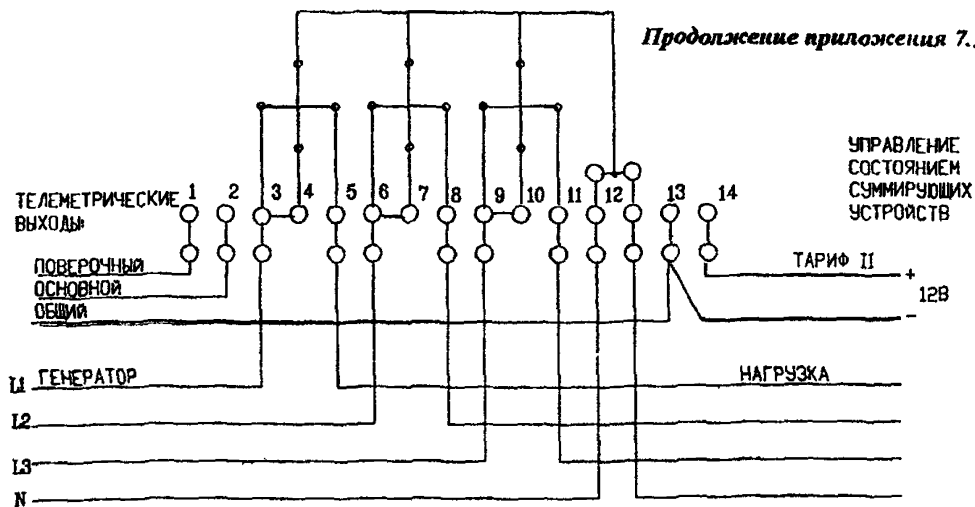 Продолжение приложения 7.
ТЕЛЕМЕТРИЧЕСКИЕ
ВЫХОДЫ:
1 2 3 4 5 6 7 8 9 10 11 12 13 14
УПРАВЛЕНИЕ
СОСТОЯНИЕМ
СУММИРУЮЩИХ
УСТРОЙСТВ
ПОВЕРОЧНЫЙ
ОСНОВНОЙ
ОБЩИЙ
ТАРИФ II
+
12В
−
L1 ГЕНЕРАТОР
НАГРУЗКА
L2
L3
N